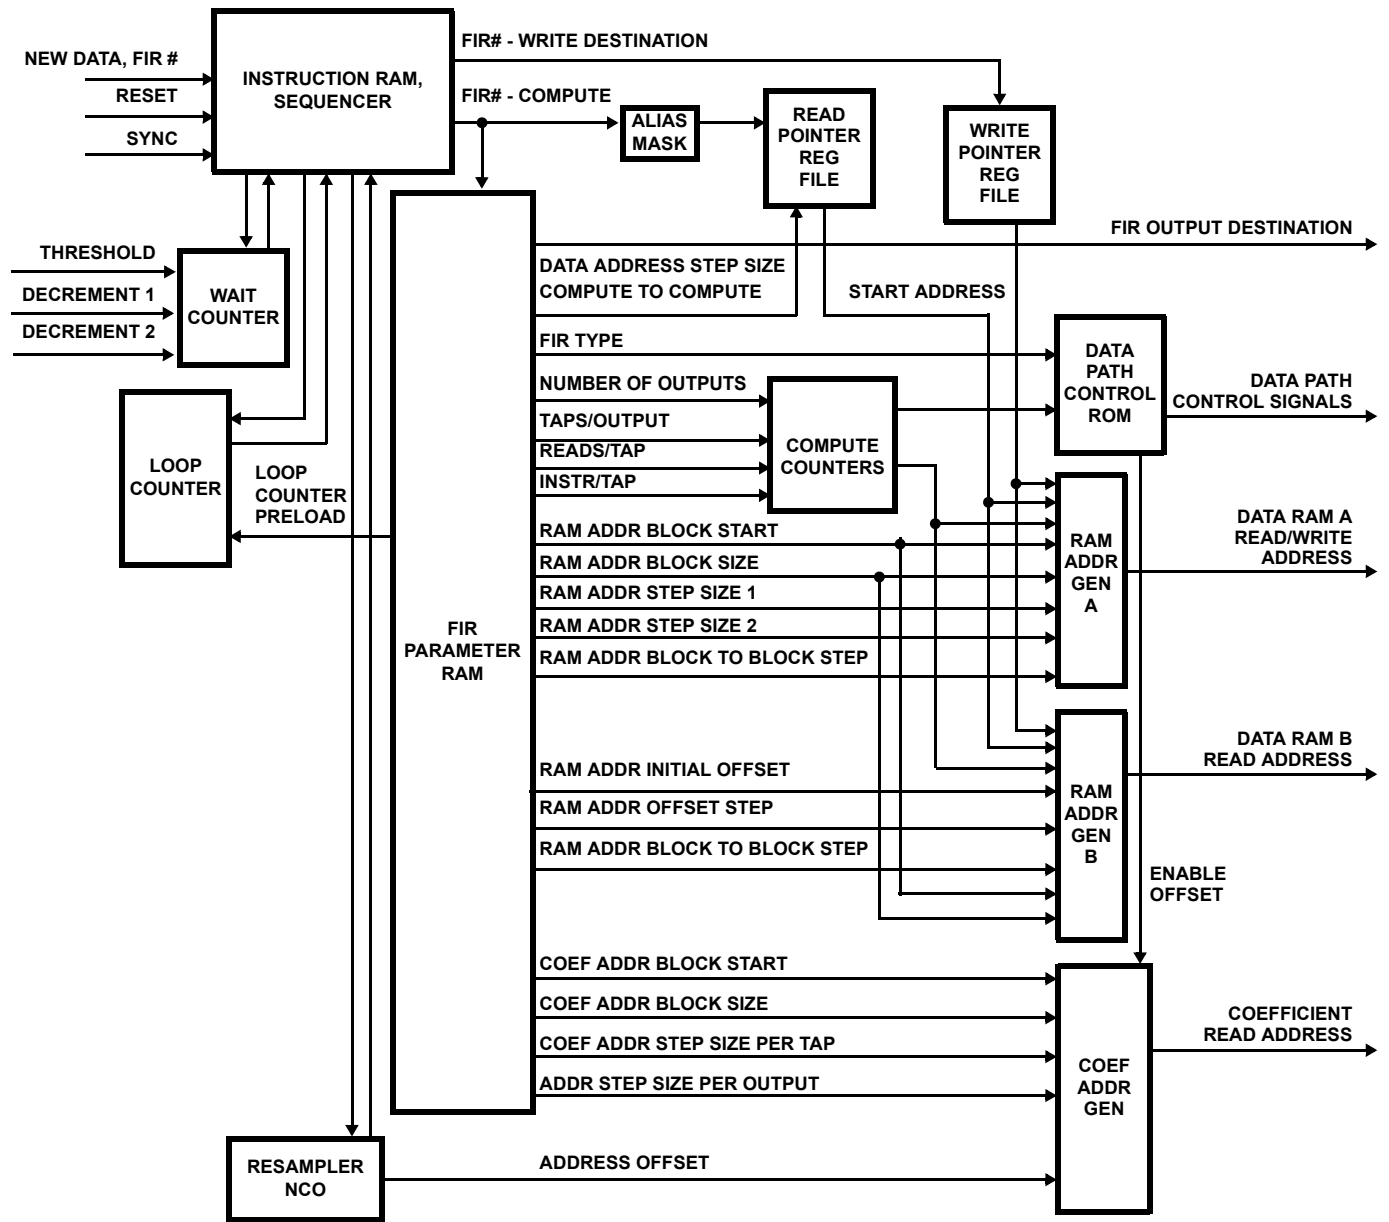 NEW DATA, FIR #
RESET
SYNC
INSTRUCTION RAM,
SEQUENCER
FIR# - WRITE DESTINATION
FIR# - COMPUTE
ALIAS
MASK
READ
POINTER
REG
FILE
WRITE
POINTER
REG
FILE
THRESHOLD
DECREMENT 1
DECREMENT 2
WAIT
COUNTER
LOOP
COUNTER
LOOP
COUNTER
PRELOAD
FIR
PARAMETER
RAM
FIR OUTPUT DESTINATION
DATA ADDRESS STEP SIZE
COMPUTE TO COMPUTE
START ADDRESS
FIR TYPE
NUMBER OF OUTPUTS
TAPS/OUTPUT
READS/TAP
INSTR/TAP
COMPUTE
COUNTERS
DATA
PATH
CONTROL
ROM
DATA PATH
CONTROL SIGNALS
RAM ADDR BLOCK START
RAM ADDR BLOCK SIZE
RAM ADDR STEP SIZE 1
RAM ADDR STEP SIZE 2
RAM ADDR BLOCK TO BLOCK STEP
RAM
ADDR
GEN
A
DATA RAM A
READ/WRITE
ADDRESS
RAM ADDR INITIAL OFFSET
RAM ADDR OFFSET STEP
RAM ADDR BLOCK TO BLOCK STEP
RAM
ADDR
GEN
B
DATA RAM B
READ ADDRESS
ENABLE
OFFSET
COEF ADDR BLOCK START
COEF ADDR BLOCK SIZE
COEF ADDR STEP SIZE PER TAP
ADDR STEP SIZE PER OUTPUT
COEF
ADDR
GEN
COEFFICIENT
READ ADDRESS
RESAMPLER
NCO
ADDRESS OFFSET